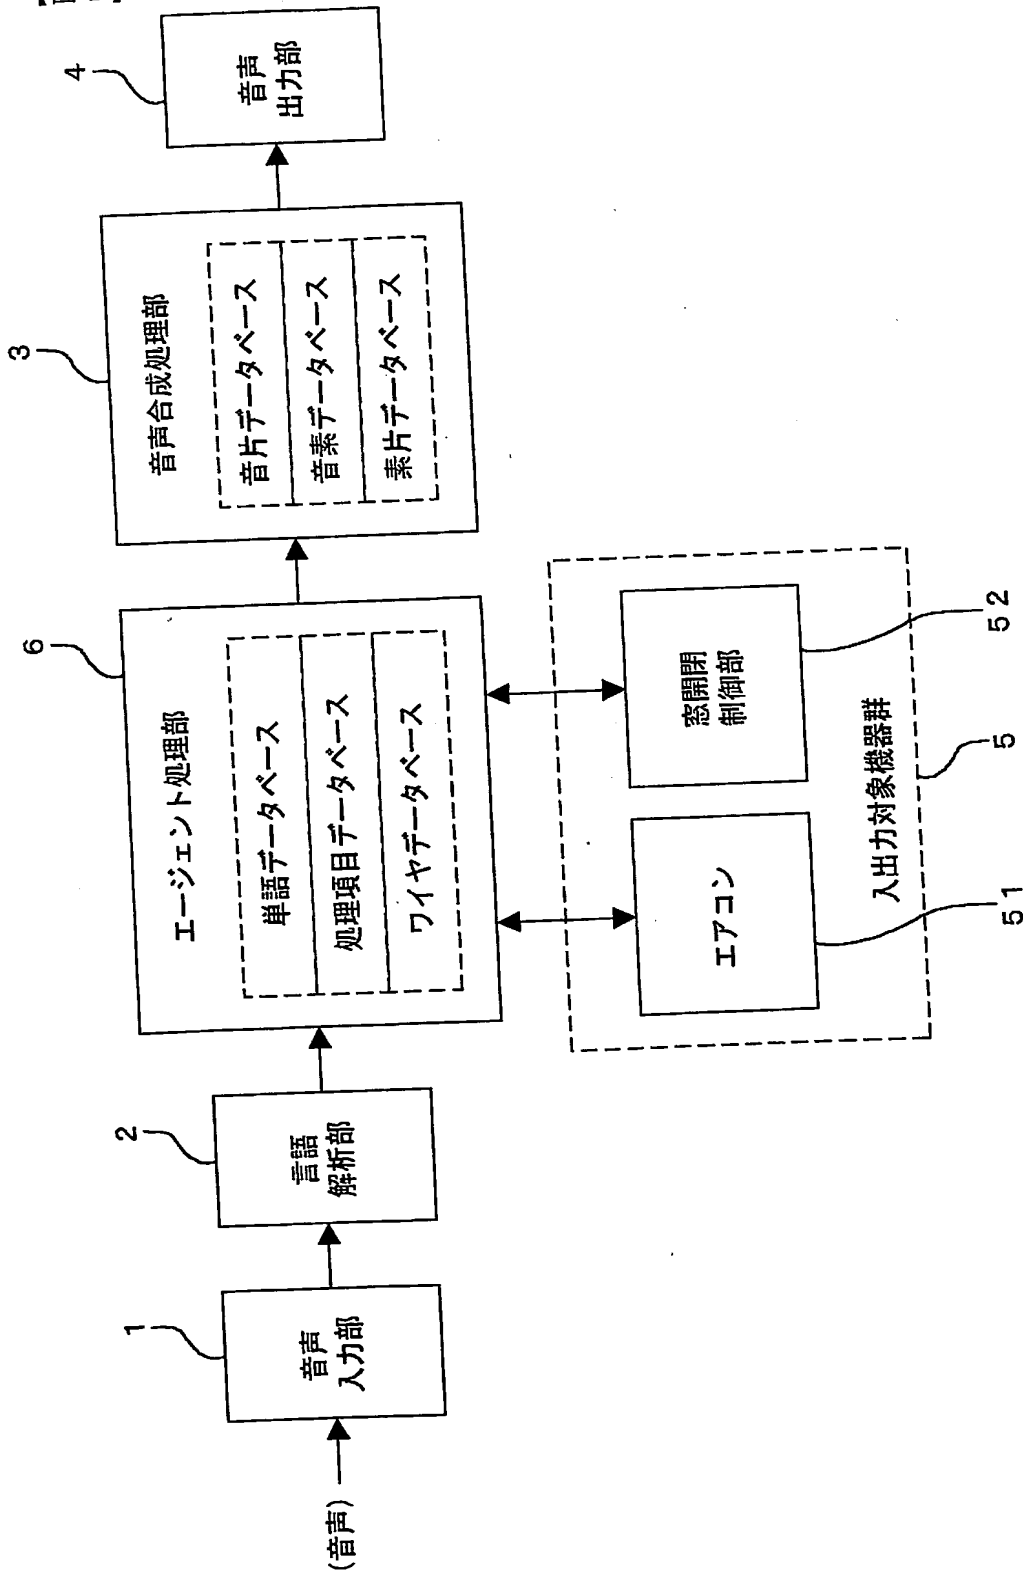 (音声)
1
音声
入力部
2
言語
解析部
6
エージェント処理部
単語データベース
処理項目データベース
ワイヤデータベース
3
音声合成処理部
音片データベース
音素データベース
素片データベース
4
音声
出力部
エアコン
51
窓開閉
制御部
52
入出力対象機器群
5